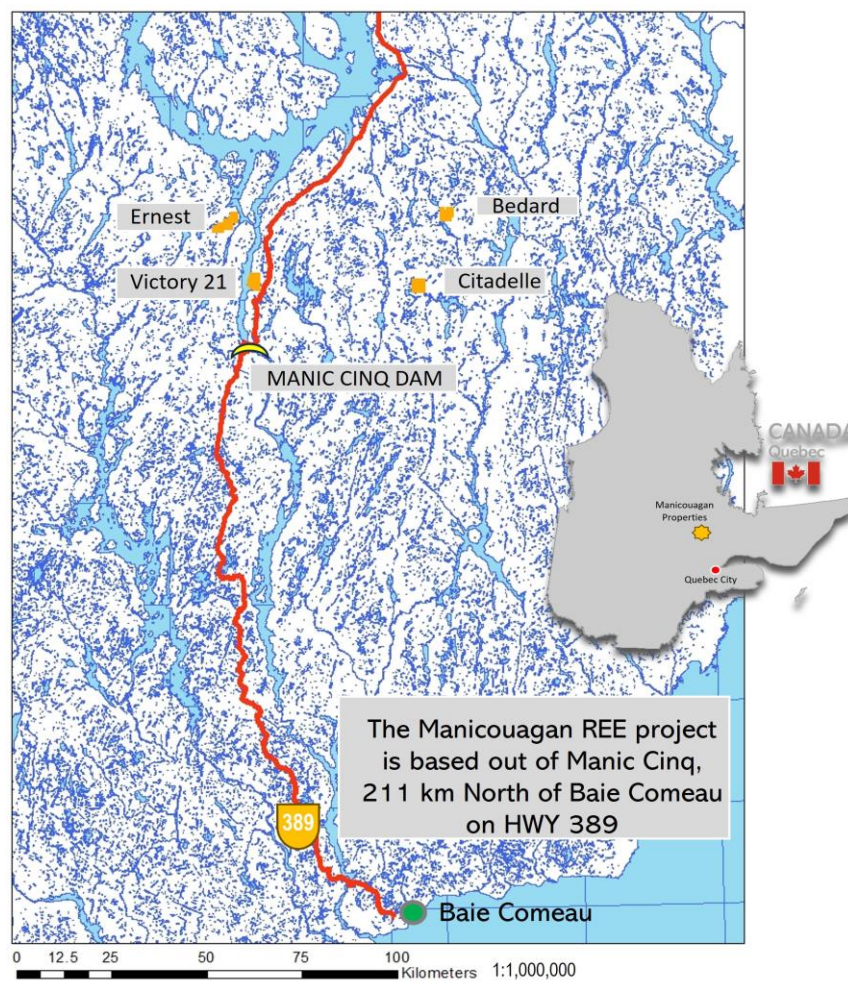 Ernest
Bedard
Victory 21
Citadelle
MANIC CINQ DAM
CANADA
Quebec
Manicouagan
Properties
Quebec City
The Manicouagan REE project
is based out of Manic Cinq,
211 km North of Baie Comeau
on HWY 389
389
Baie Comeau
0 12.5 25 50 75 100
Kilometers 1:1,000,000